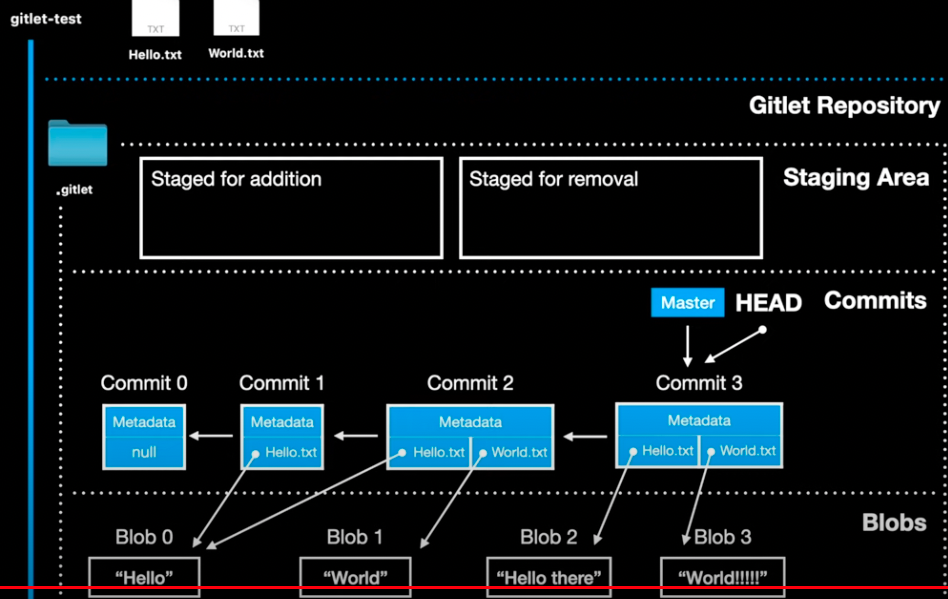 gitlet-test
TXT TXT
Hello.txt World.txt
Gitlet Repository
.gitlet
Staged for addition
Staged for removal
Staging Area
Master HEAD Commits
Commit 0 Commit 1 Commit 2 Commit 3
Metadata Metadata Metadata Metadata
null Hello.txt Hello.txt World.txt Hello.txt World.txt
Blobs
Blob 0 Blob 1 Blob 2 Blob 3
“Hello” “World” “Hello there” “World!!!!!”